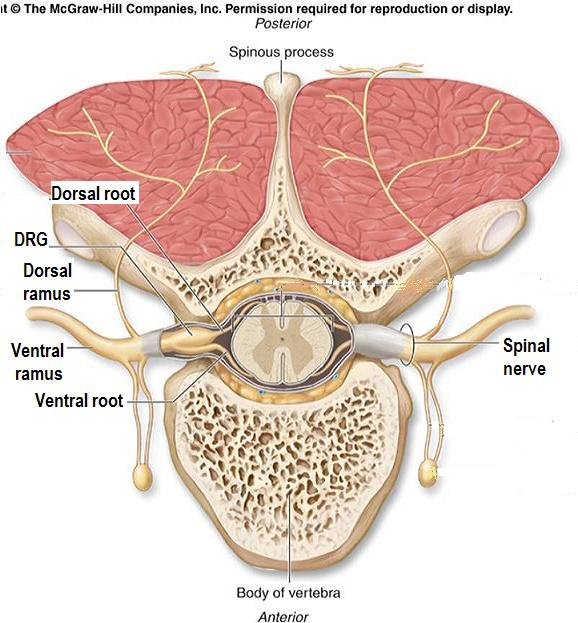 © The McGraw-Hill Companies, Inc. Permission required for reproduction or display.
Posterior
Spinous process
Dorsal root
DRG
Dorsal
ramus
Ventral
ramus
Ventral root
Spinal
nerve
Body of vertebra
Anterior